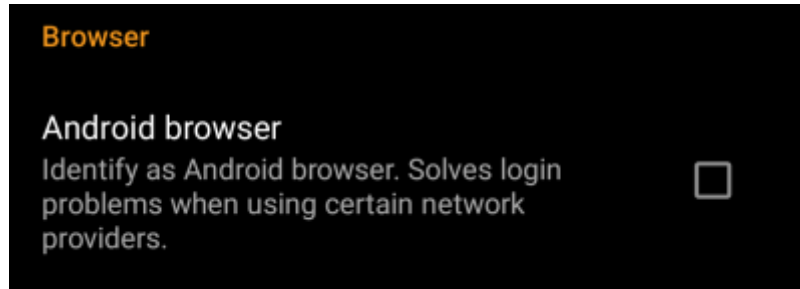 Browser
Android browser
Identify as Android browser. Solves login
problems when using certain network
providers.